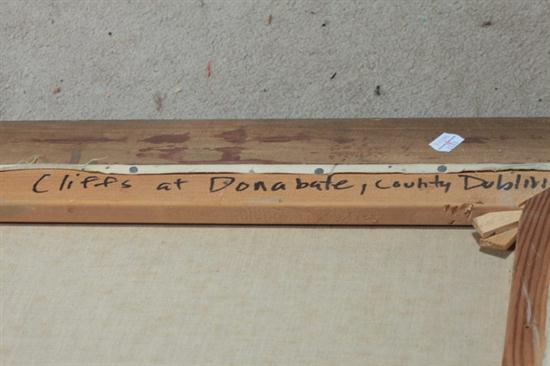 Cliffs at Donabate, County Dublin